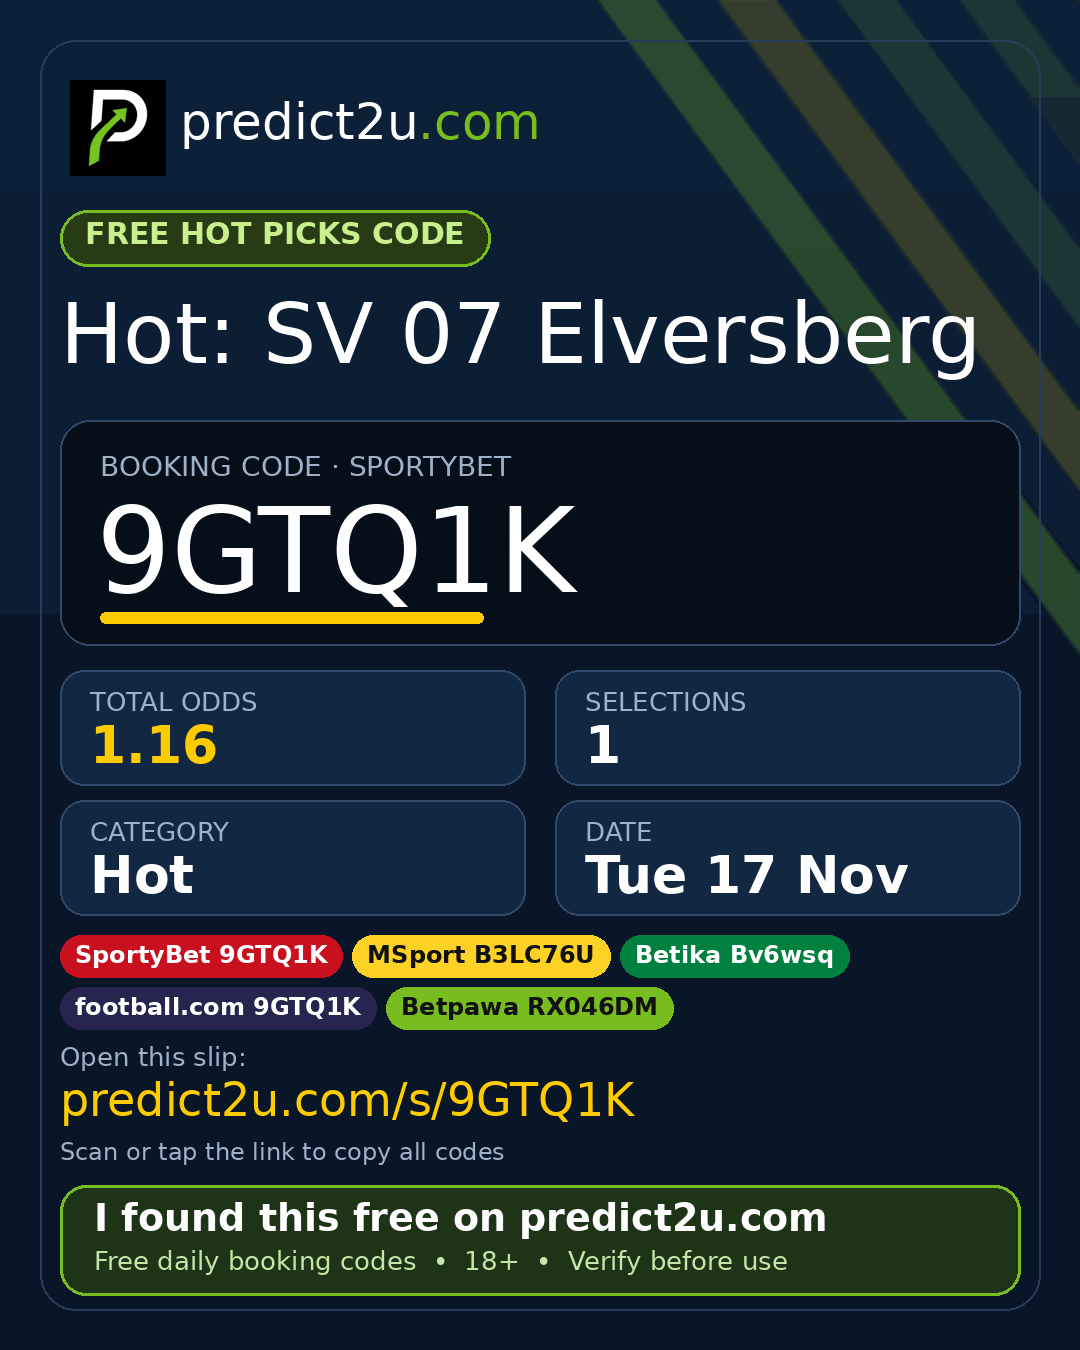 predict2u.com
FREE HOT PICKS CODE
Hot: SV 07 Elversberg
BOOKING CODE · SPORTYBET
9GTQ1K
TOTAL ODDS
1.16
SELECTIONS
1
CATEGORY
Hot
DATE
Tue 17 Nov
SportyBet 9GTQ1K
MSport B3LC76U
Betika Bv6wsq
football.com 9GTQ1K
Betpawa RX046DM
Open this slip:
predict2u.com/s/9GTQ1K
Scan or tap the link to copy all codes
I found this free on predict2u.com
Free daily booking codes • 18+ • Verify before use